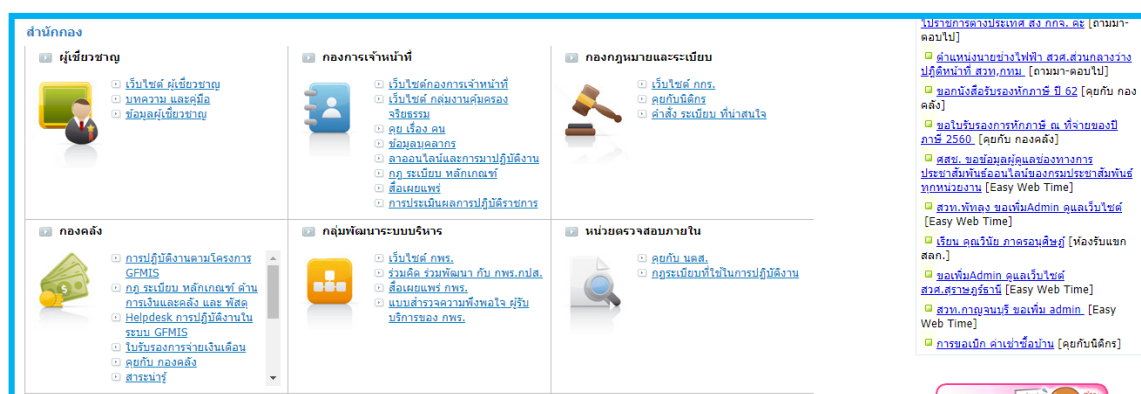 สำนักกอง
ผู้เชี่ยวชาญ
เว็บไซต์ ผู้เชี่ยวชาญ
บทความ และคู่มือ
ข้อมูลผู้เชี่ยวชาญ
กองการเจ้าหน้าที่
เว็บไซต์กองการเจ้าหน้าที่
เว็บไซต์ กลุ่มงานคุ้มครอง
จริยธรรม
คุย เรื่อง คน
ข้อมูลบุคลากร
ลาออนไลน์และการมาปฏิบัติงาน
กฎ ระเบียบ หลักเกณฑ์
สื่อเผยแพร่
การประเมินผลการปฏิบัติราชการ
กองกฎหมายและระเบียบ
เว็บไซต์ กกร.
คุยกับนิติกร
คำสั่ง ระเบียบ ที่น่าสนใจ
กองคลัง
การปฏิบัติงานตามโครงการ
GFMIS
กฎ ระเบียบ หลักเกณฑ์ ด้าน
การเงินและคลัง และ พัสดุ
Helpdesk การปฏิบัติงานใน
ระบบ GFMIS
ใบรับรองการจ่ายเงินเดือน
คุยกับ กองคลัง
สาระน่ารู้
กลุ่มพัฒนาระบบบริหาร
เว็บไซต์ กพร.
ร่วมคิด ร่วมพัฒนา กับ กพร.กปส.
สื่อเผยแพร่ กพร.
แบบสำรวจความพึงพอใจ ผู้รับ
บริการของ กพร.
หน่วยตรวจสอบภายใน
คุยกับ นตส.
กฎระเบียบที่ใช้ในการปฏิบัติงาน
ไปราชการต่างประเทศ ส่ง กกจ. ค่ะ [ถามมา-
ตอบไป]
ตำแหน่งนายช่างไฟฟ้า สวศ.ส่วนกลางว่าง
ปฎิติหน้าที่ สวท,กทม [ถามมา-ตอบไป]
ขอหนังสือรับรองหักภาษี ปี 62 [คุยกับ กอง
คลัง]
ขอใบรับรองการหักภาษี ณ ที่จ่ายของปี
ภาษี 2560 [คุยกับ กองคลัง]
ศสช. ขอข้อมูลผู้ดูแลช่องทางการ
ประชาสัมพันธ์ออนไลน์ของกรมประชาสัมพันธ์
ทุกหน่วยงาน [Easy Web Time]
สวท.พัทลุง ขอเพิ่มAdmin ดูแลเว็บไซต์
[Easy Web Time]
เรียน คุณวินัย ภาครอนุศิษฎ์ [ห้องรับแขก
สลก.]
ขอเพิ่มAdmin ดูแลเว็บไซต์
สวศ.สุราษฎร์ธานี [Easy Web Time]
สวท.กาญจนบุรี ขอเพิ่ม admin [Easy
Web Time]
การขอเบิก ค่าเช่าซื้อบ้าน [คุยกับนิติกร]